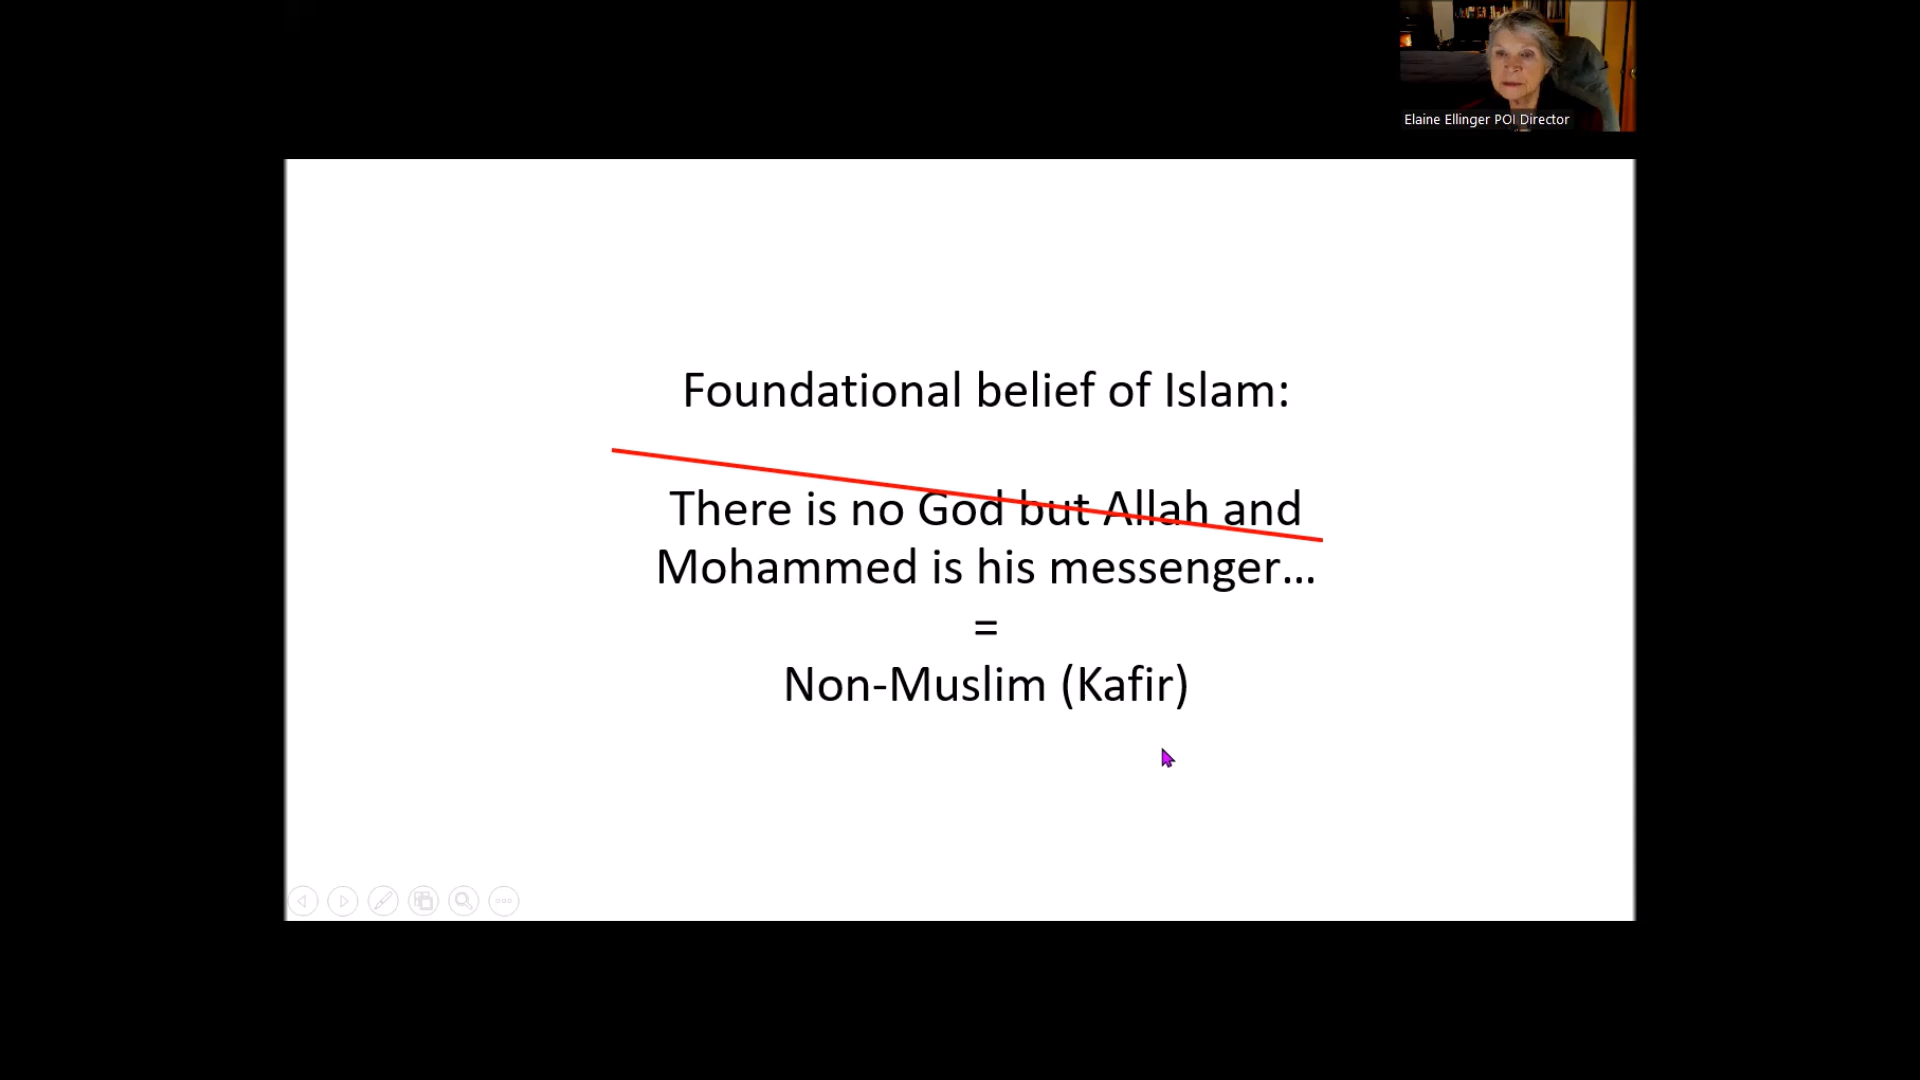 Elaine Ellinger POI Director
Foundational belief of Islam:
There is no God but Allah and
Mohammed is his messenger...
=
Non-Muslim (Kafir)